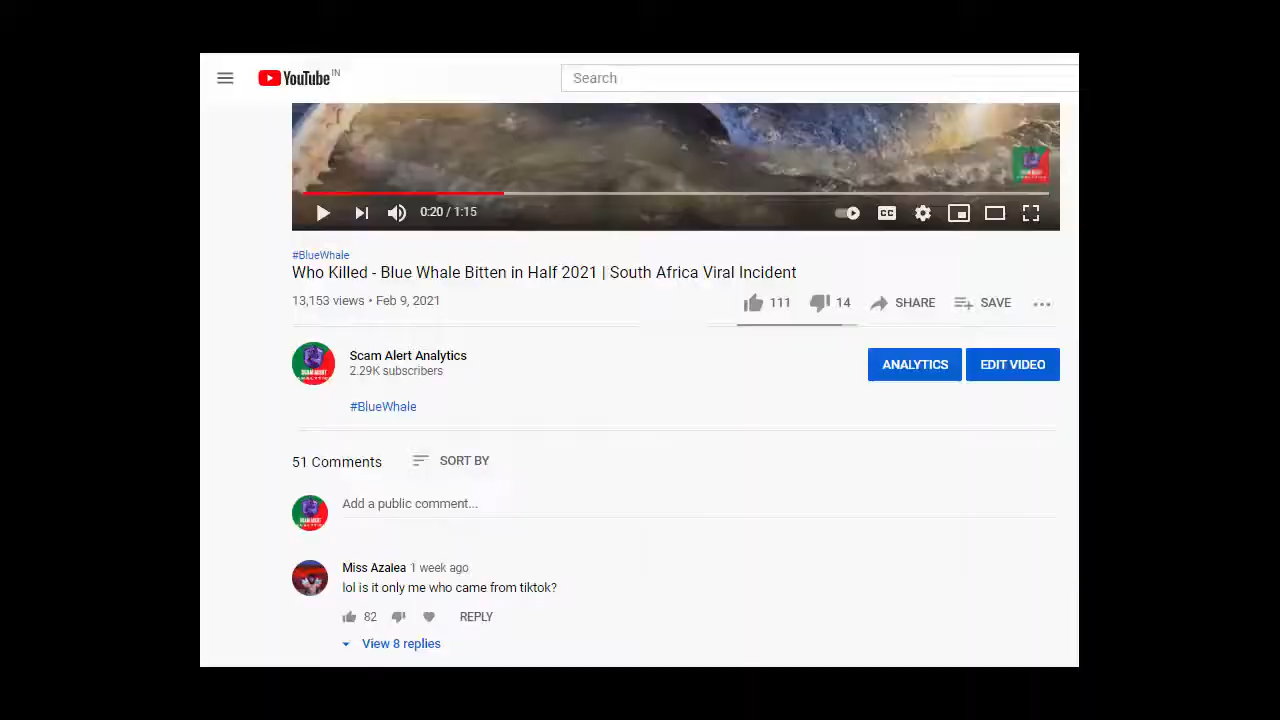 YouTube IN
Search
0:20 / 1:15
CC
#BlueWhale
Who Killed - Blue Whale Bitten in Half 2021 | South Africa Viral Incident
13,153 views • Feb 9, 2021
111 14 SHARE SAVE
Scam Alert Analytics
2.29K subscribers
ANALYTICS EDIT VIDEO
#BlueWhale
51 Comments SORT BY
Add a public comment...
Miss Azalea 1 week ago
lol is it only me who came from tiktok?
82 REPLY
View 8 replies